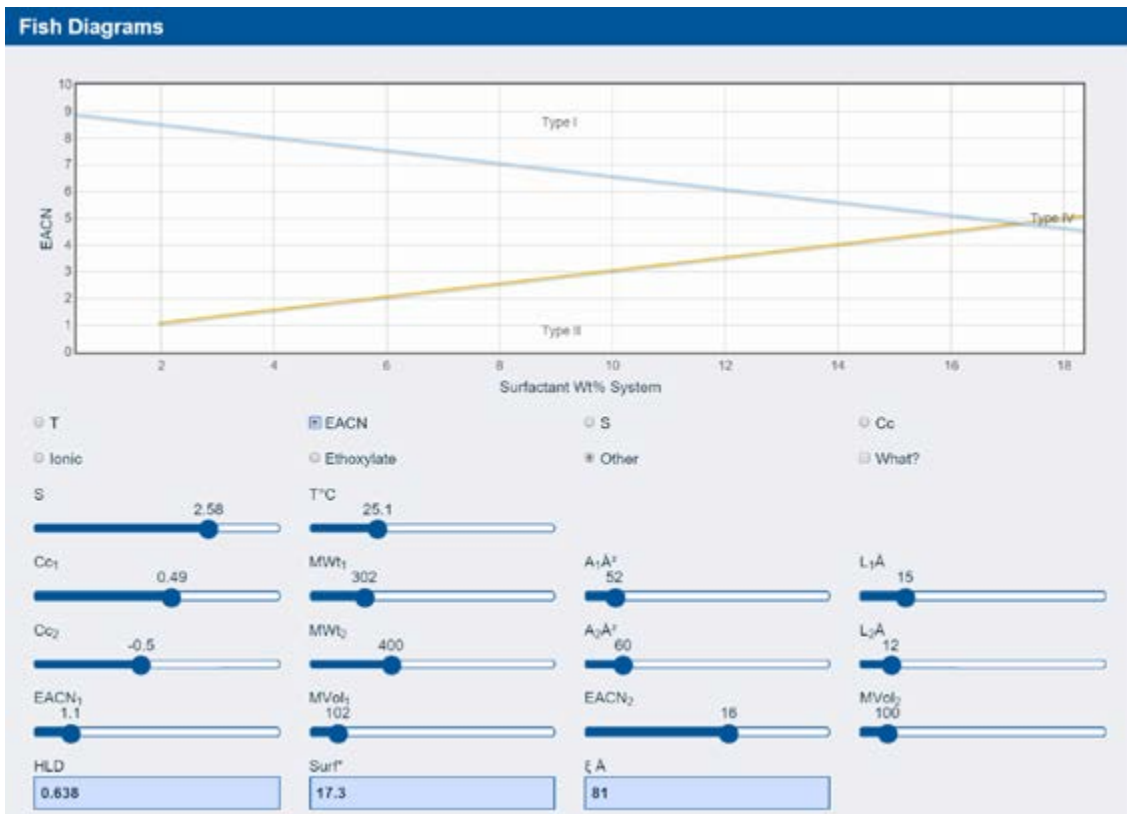 Fish Diagrams
10
9
8
7
6
5
4
3
2
1
0
EACN
Type I
Type IV
Type II
2 4 6 8 10 12 14 16 18
Surfactant Wt% System
T EACN S Cc
Ionic Ethoxylate Other What?
S T°C
2.58 25.1
Cc₁ MWt₁ A₁Å² L₁Å
0.49 302 52 15
Cc₂ MWt₂ A₂Å² L₂Å
-0.5 400 60 12
EACN₁ MVol₁ EACN₂ MVol₂
1.1 102 16 100
HLD Surf* ξ Å
0.638 17.3 81